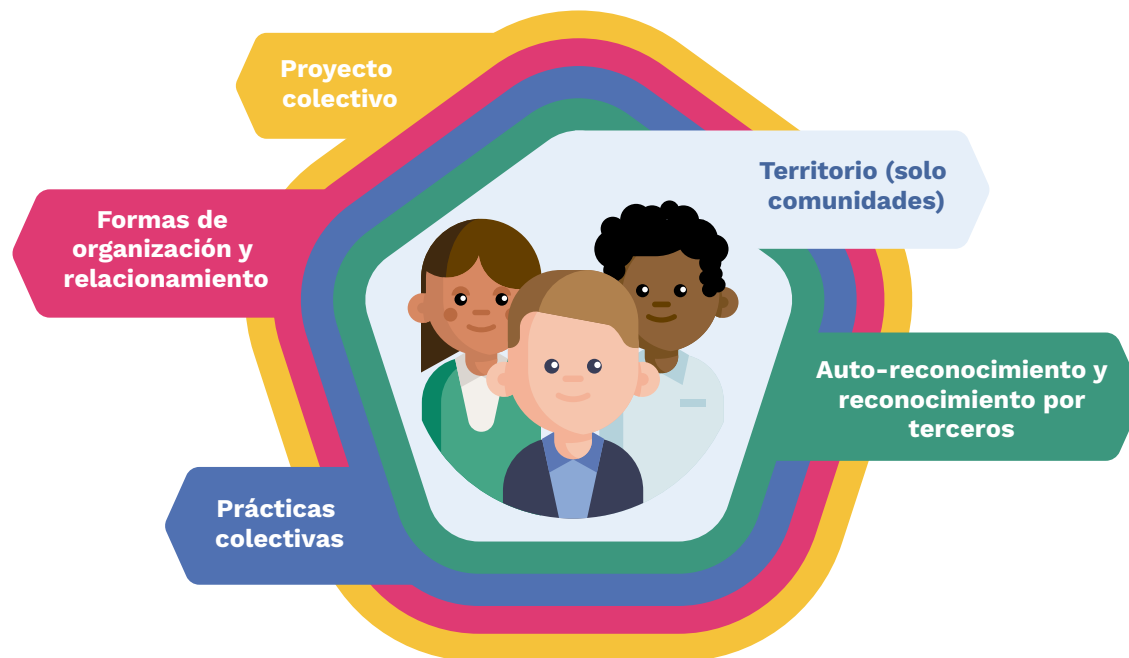 Proyecto
colectivo
Territorio (solo
comunidades)
Formas de
organización y
relacionamiento
Auto-reconocimiento y
reconocimiento por
terceros
Prácticas
colectivas